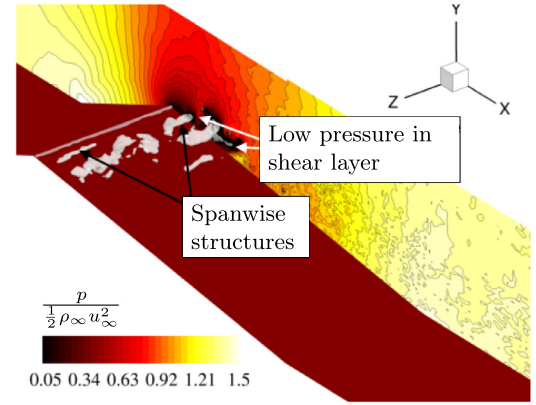 Y
Z
X
Low pressure in
shear layer
Spanwise
structures
p
1/2 ρ∞ u∞²
0.05 0.34 0.63 0.92 1.21 1.5